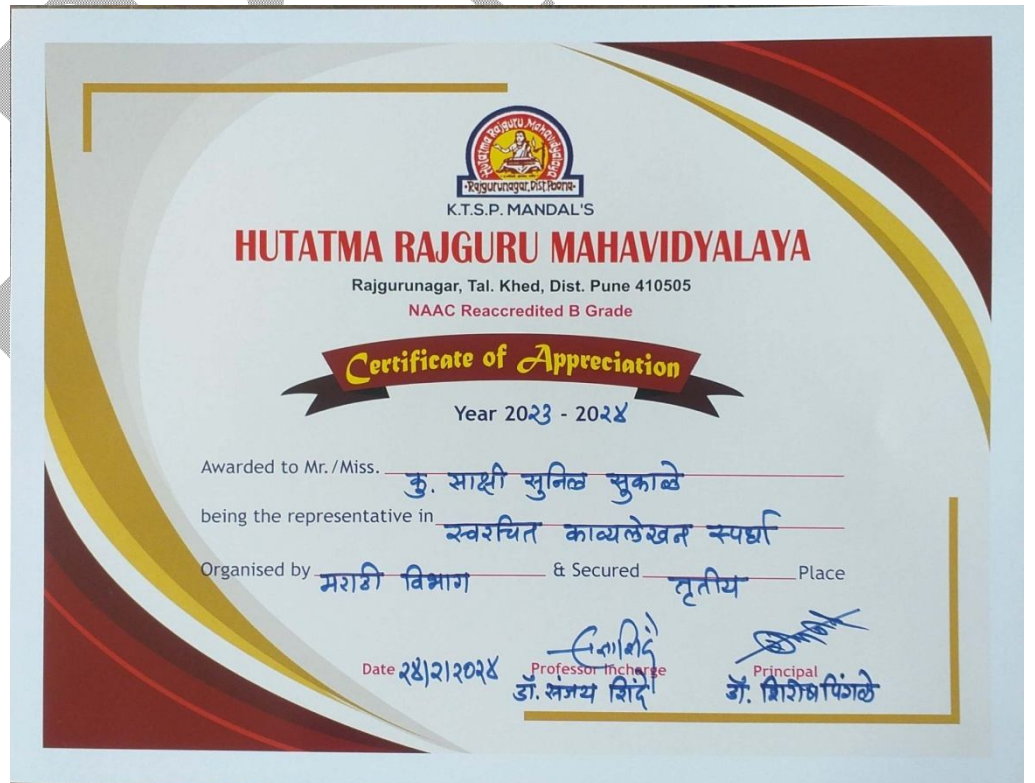 Hutatma Rajguru Mahavidyalaya
Rajgurunagar, Dist. Poona
K.T.S.P. MANDAL'S
HUTATMA RAJGURU MAHAVIDYALAYA
Rajgurunagar, Tal. Khed, Dist. Pune 410505
NAAC Reaccredited B Grade
Certificate of Appreciation
Year 20२३ - 20२४
Awarded to Mr./Miss. कु. साक्षी सुनिल सुकाळे
being the representative in स्वरचित काव्यलेखन स्पर्धा
Organised by मराठी विभाग & Secured तृतीय Place
Date २४/२/२०२४ Professor Incharge Principal
डॉ. संजय शिंदे डॉ. शिरीष पिंगळे